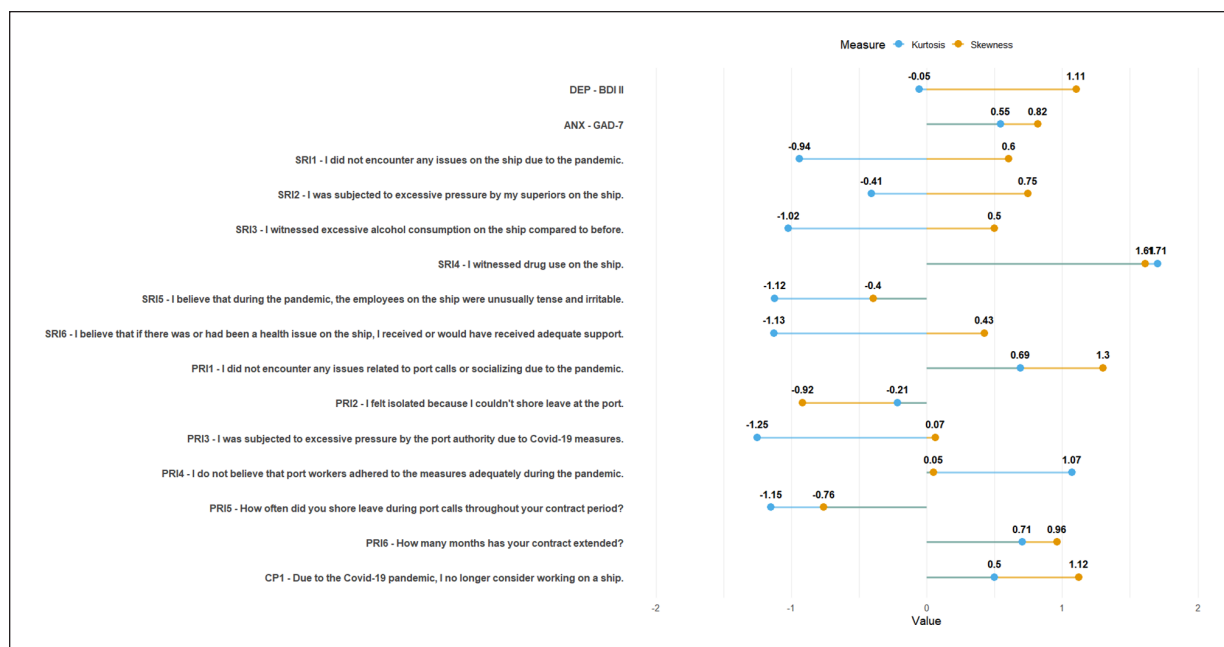 Measure Kurtosis Skewness
DEP - BDI II -0.05 1.11
ANX - GAD-7 0.55 0.82
SRI1 - I did not encounter any issues on the ship due to the pandemic. -0.94 0.6
SRI2 - I was subjected to excessive pressure by my superiors on the ship. -0.41 0.75
SRI3 - I witnessed excessive alcohol consumption on the ship compared to before. -1.02 0.5
SRI4 - I witnessed drug use on the ship. 1.61 1.71
SRI5 - I believe that during the pandemic, the employees on the ship were unusually tense and irritable. -1.12 -0.4
SRI6 - I believe that if there was or had been a health issue on the ship, I received or would have received adequate support. -1.13 0.43
PRI1 - I did not encounter any issues related to port calls or socializing due to the pandemic. 0.69 1.3
PRI2 - I felt isolated because I couldn't shore leave at the port. -0.92 -0.21
PRI3 - I was subjected to excessive pressure by the port authority due to Covid-19 measures. -1.25 0.07
PRI4 - I do not believe that port workers adhered to the measures adequately during the pandemic. 0.05 1.07
PRI5 - How often did you shore leave during port calls throughout your contract period? -1.15 -0.76
PRI6 - How many months has your contract extended? 0.71 0.96
CP1 - Due to the Covid-19 pandemic, I no longer consider working on a ship. 0.5 1.12
-2 -1 0 1 2
Value